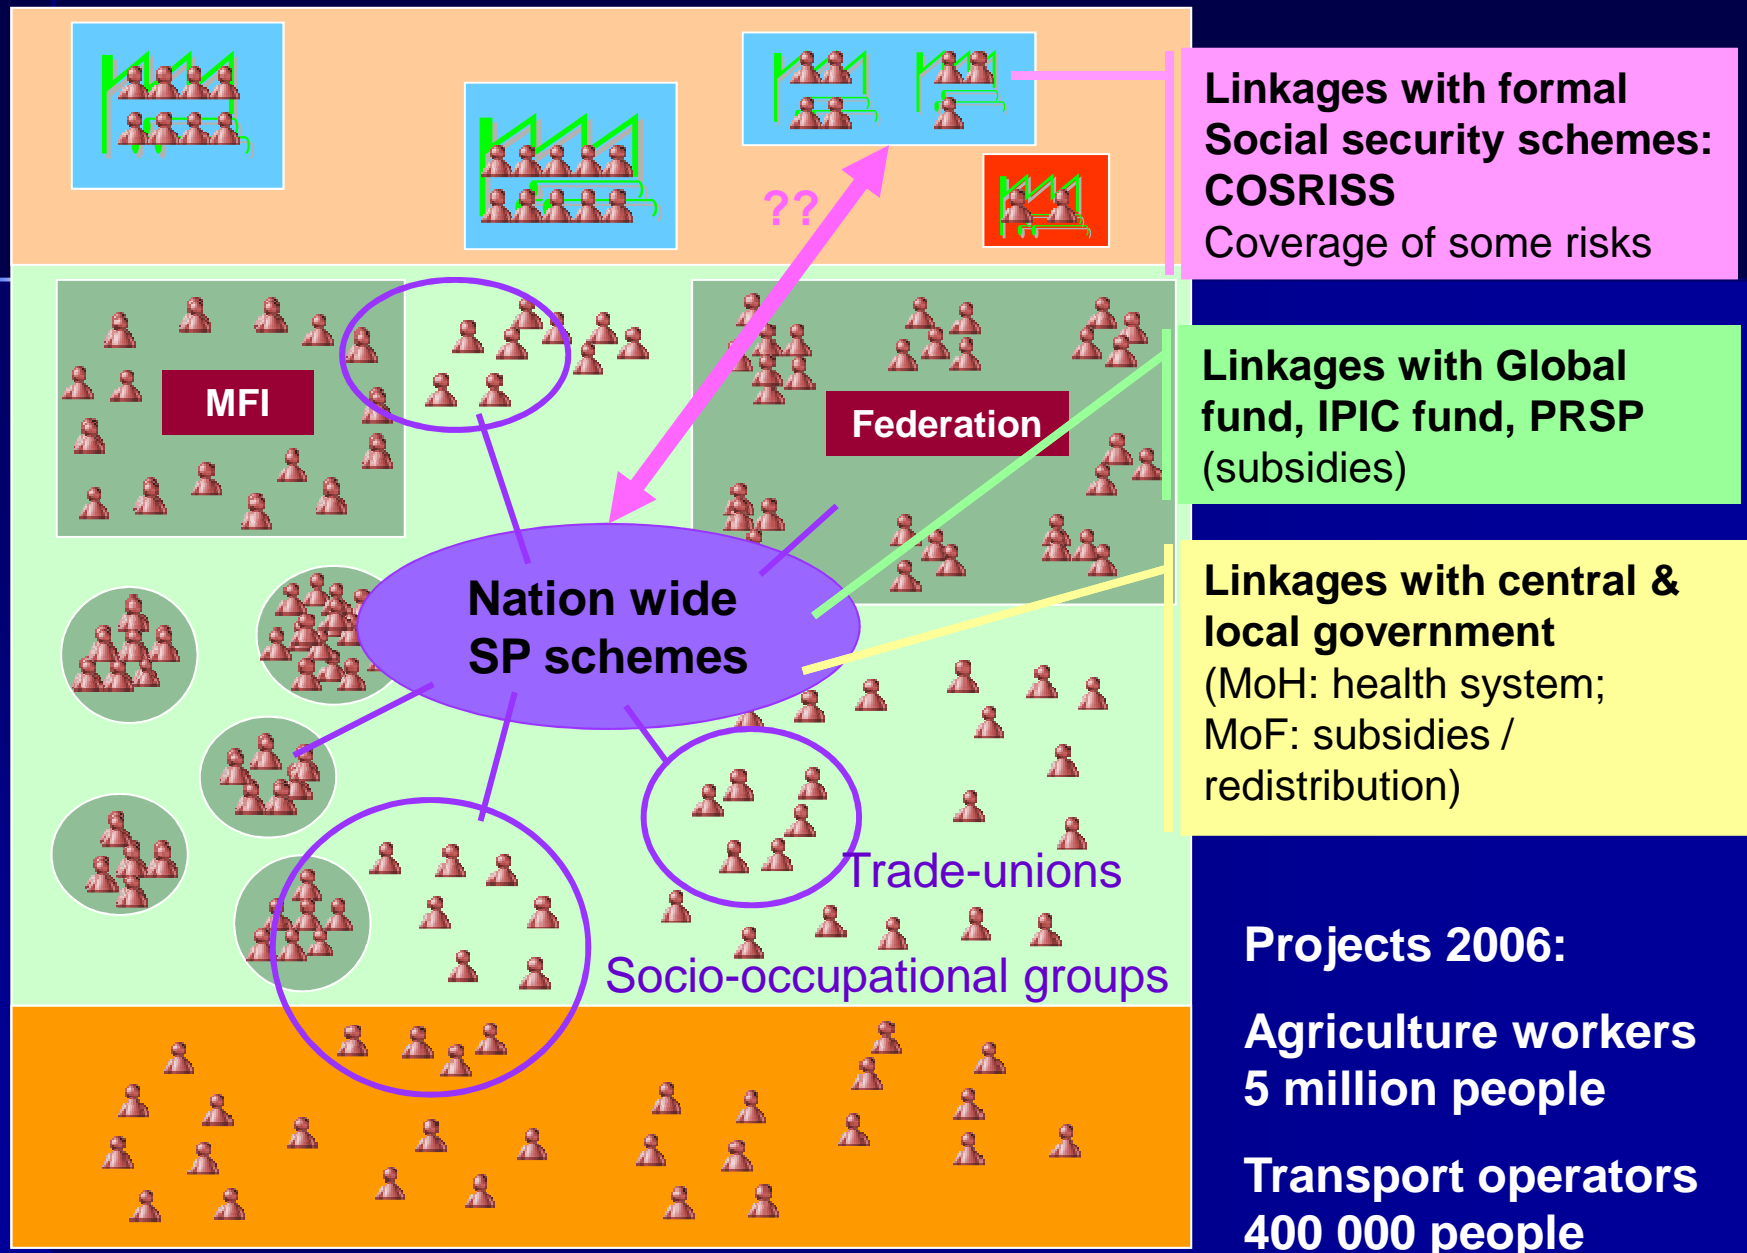 ??
MFI
Federation
Nation wide
SP schemes
Trade-unions
Socio-occupational groups
Linkages with formal
Social security schemes:
COSRISS
Coverage of some risks
Linkages with Global
fund, IPIC fund, PRSP
(subsidies)
Linkages with central &
local government
(MoH: health system;
MoF: subsidies /
redistribution)
Projects 2006:
Agriculture workers
5 million people
Transport operators
400 000 people